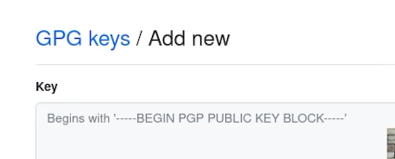 GPG keys / Add new
Key
Begins with '-----BEGIN PGP PUBLIC KEY BLOCK-----'